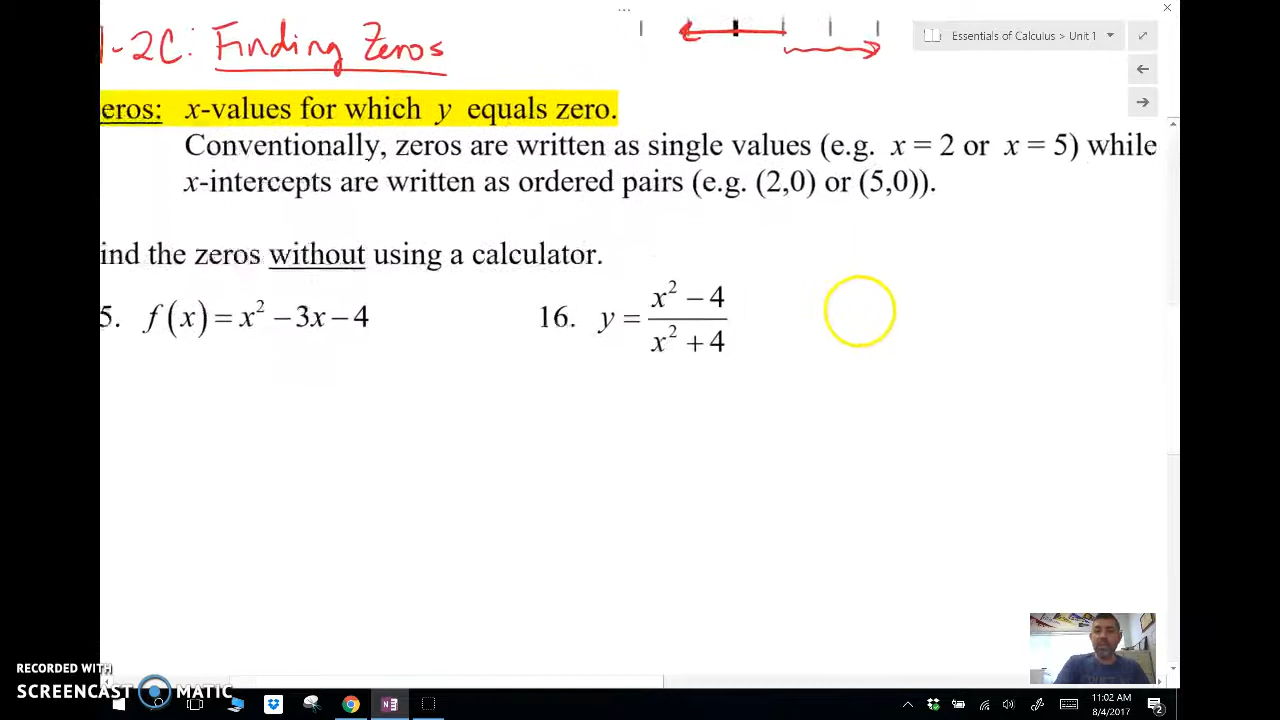 1-2C: Finding Zeros
Essentials of Calculus > Unit 1
eros: x-values for which y equals zero.
Conventionally, zeros are written as single values (e.g. x = 2 or x = 5) while
x-intercepts are written as ordered pairs (e.g. (2,0) or (5,0)).
ind the zeros without using a calculator.
5. f(x) = x² − 3x − 4
16. y = (x² − 4)/(x² + 4)
RECORDED WITH
SCREENCAST MATIC
11:02 AM
8/4/2017